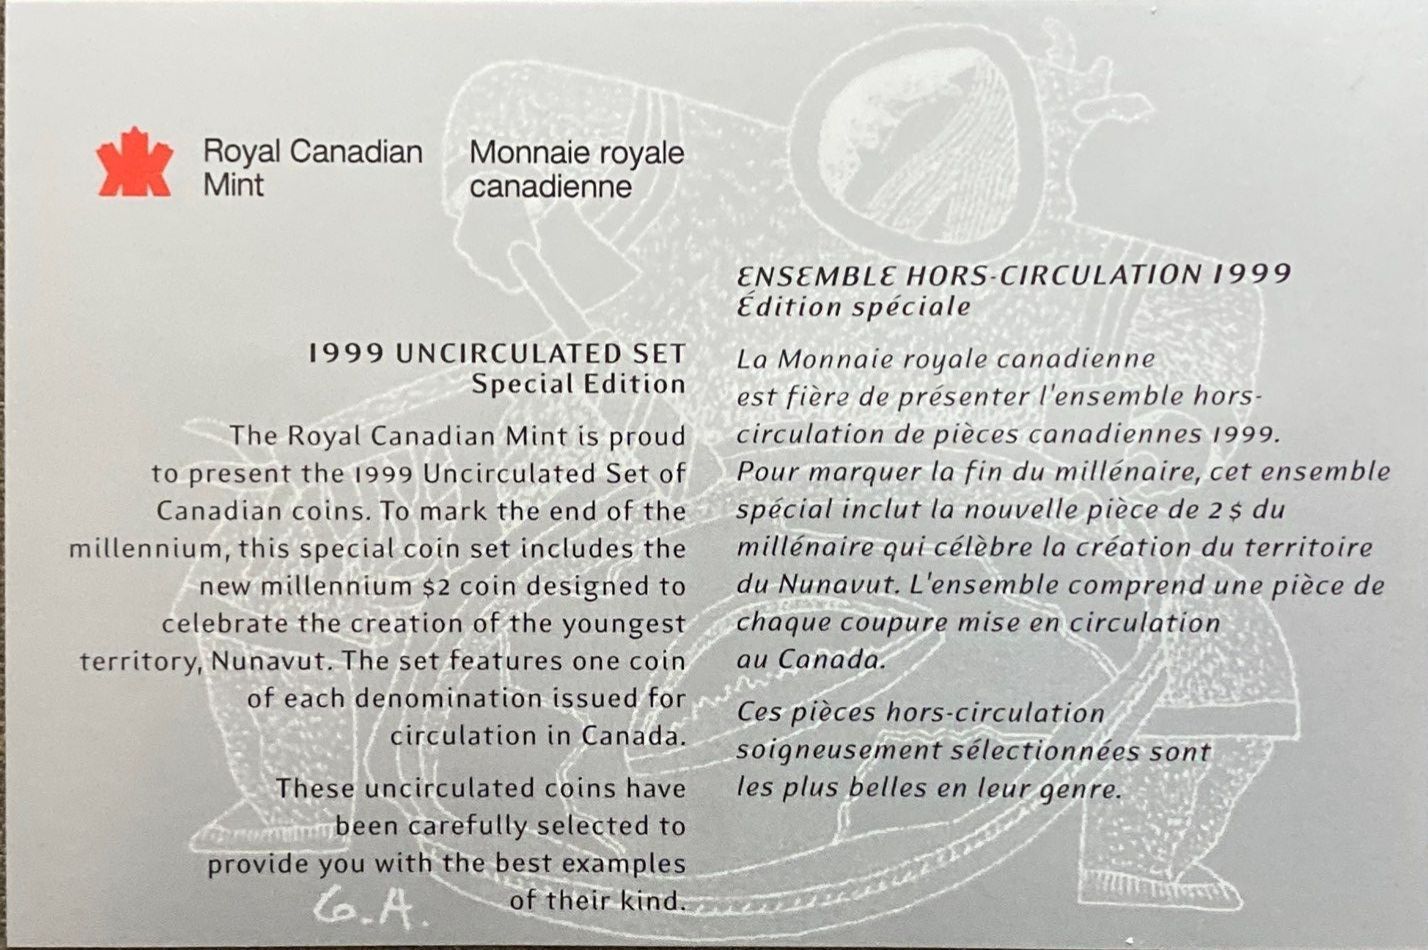 Royal Canadian
Mint
Monnaie royale
canadienne
1999 UNCIRCULATED SET
Special Edition
The Royal Canadian Mint is proud
to present the 1999 Uncirculated Set of
Canadian coins. To mark the end of the
millennium, this special coin set includes the
new millennium $2 coin designed to
celebrate the creation of the youngest
territory, Nunavut. The set features one coin
of each denomination issued for
circulation in Canada.
These uncirculated coins have
been carefully selected to
provide you with the best examples
of their kind.
G.A.
ENSEMBLE HORS-CIRCULATION 1999
Édition spéciale
La Monnaie royale canadienne
est fière de présenter l'ensemble hors-
circulation de pièces canadiennes 1999.
Pour marquer la fin du millénaire, cet ensemble
spécial inclut la nouvelle pièce de 2 $ du
millénaire qui célèbre la création du territoire
du Nunavut. L'ensemble comprend une pièce de
chaque coupure mise en circulation
au Canada.
Ces pièces hors-circulation
soigneusement sélectionnées sont
les plus belles en leur genre.